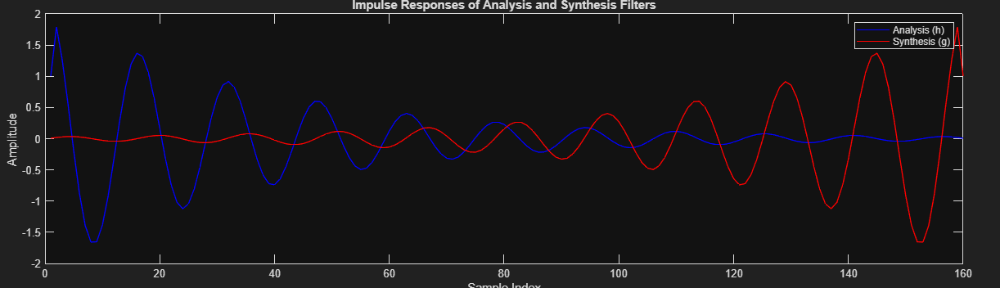 Impulse Responses of Analysis and Synthesis Filters
2
1.5
1
0.5
0
-0.5
-1
-1.5
-2
Amplitude
Analysis (h)
Synthesis (g)
0 20 40 60 80 100 120 140 160
Sample Index